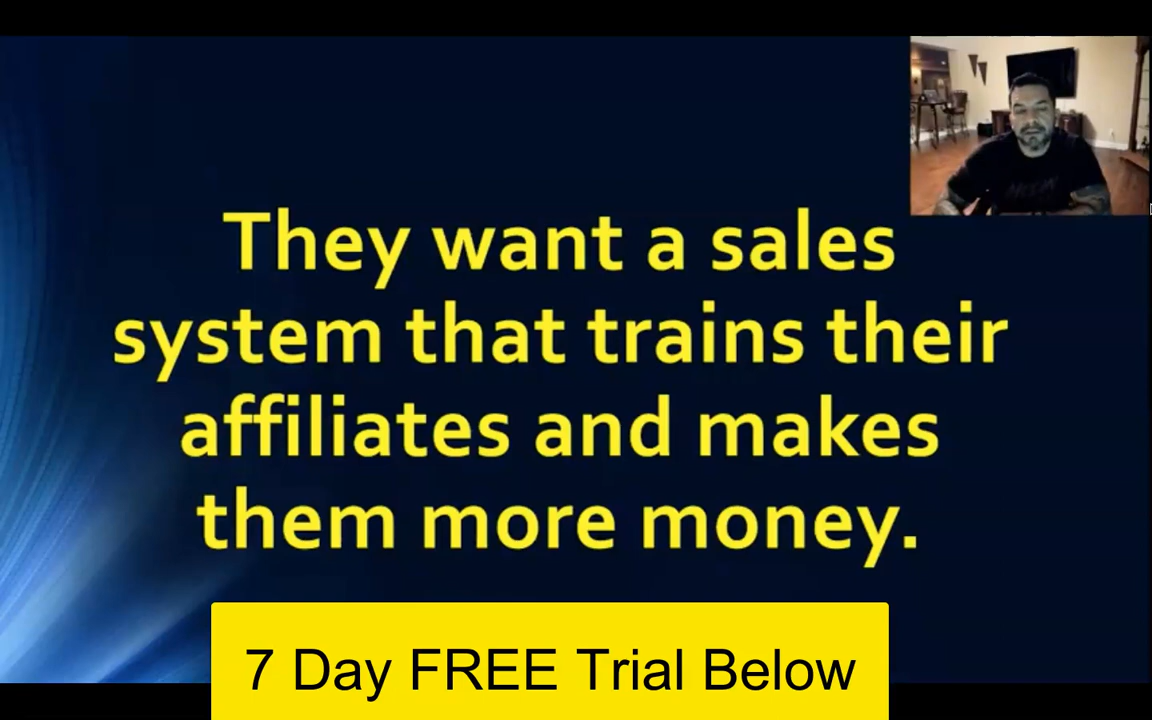 They want a sales
system that trains their
affiliates and makes
them more money.
7 Day FREE Trial Below